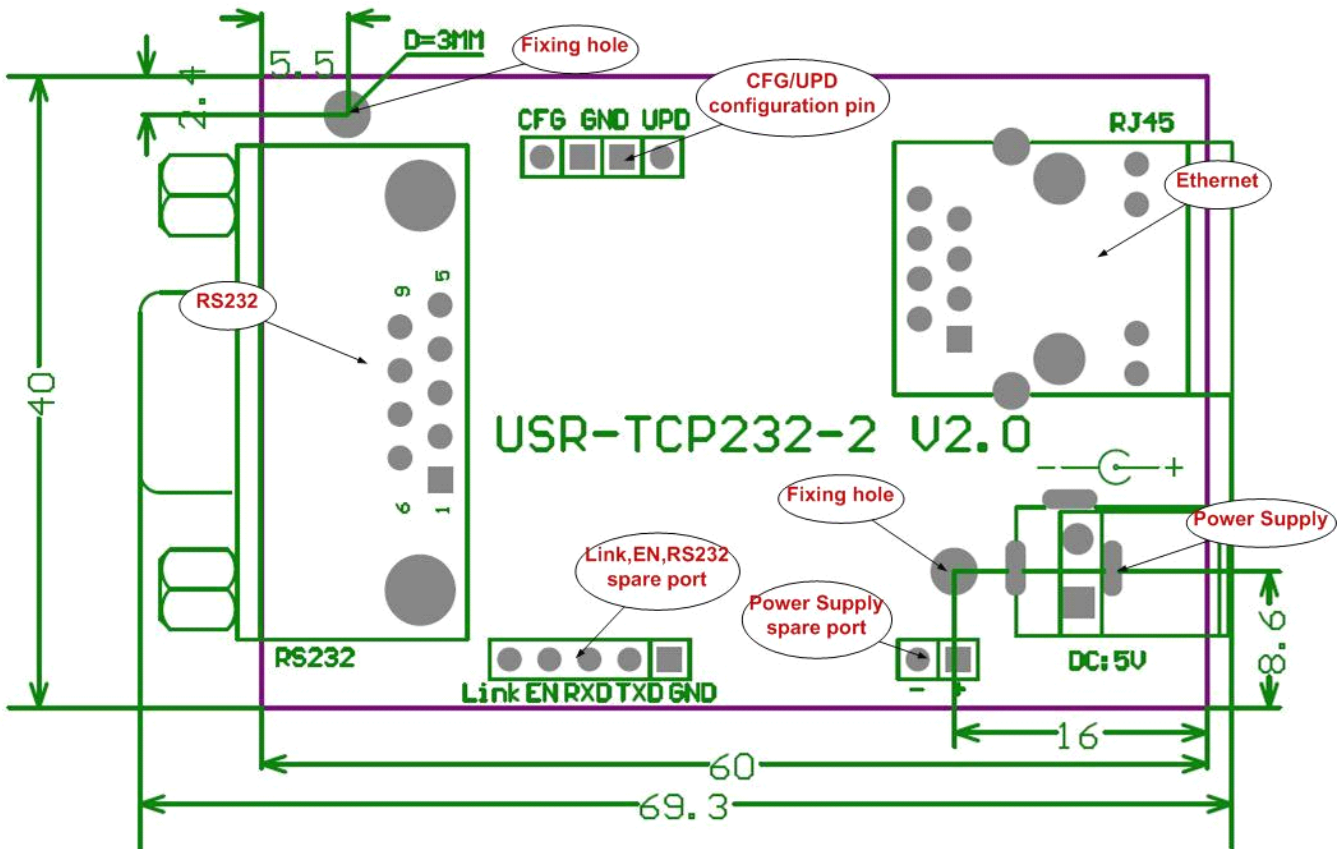 D=3MM
Fixing hole
5.5
2.4
CFG/UPD
configuration pin
CFG GND UPD
RJ45
Ethernet
RS232
9
5
40
USR-TCP232-2 V2.0
- +
6
1
Fixing hole
Power Supply
Link,EN,RS232
spare port
Power Supply
spare port
8.6
RS232
DC:5V
Link EN RXD TXD GND
- +
16
60
69.3